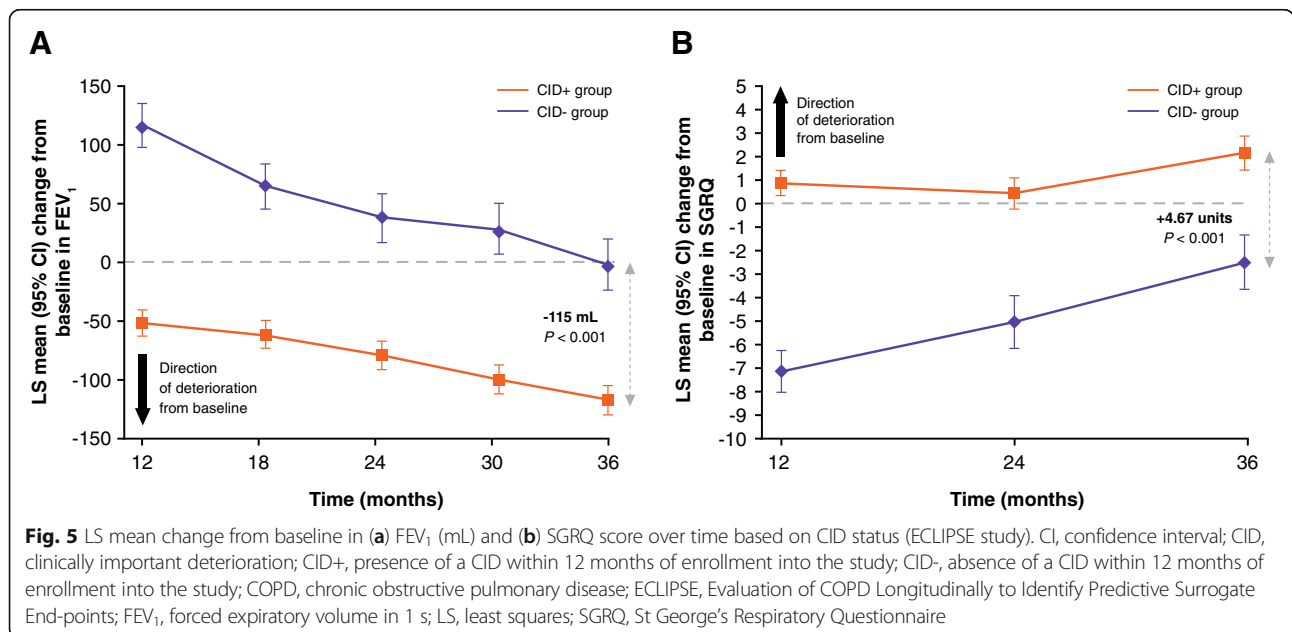 A
150
100
50
0
-50
-100
-150
LS mean (95% CI) change from
baseline in FEV1
CID+ group
CID- group
-115 mL
P < 0.001
Direction
of deterioration
from baseline
12 18 24 30 36
Time (months)
B
5
4
3
2
1
0
-1
-2
-3
-4
-5
-6
-7
-8
-9
-10
LS mean (95% CI) change from
baseline in SGRQ
Direction
of deterioration
from baseline
CID+ group
CID- group
+4.67 units
P < 0.001
12 24 36
Time (months)
Fig. 5 LS mean change from baseline in (a) FEV1 (mL) and (b) SGRQ score over time based on CID status (ECLIPSE study). CI, confidence interval; CID,
clinically important deterioration; CID+, presence of a CID within 12 months of enrollment into the study; CID-, absence of a CID within 12 months of
enrollment into the study; COPD, chronic obstructive pulmonary disease; ECLIPSE, Evaluation of COPD Longitudinally to Identify Predictive Surrogate
End-points; FEV1, forced expiratory volume in 1 s; LS, least squares; SGRQ, St George's Respiratory Questionnaire